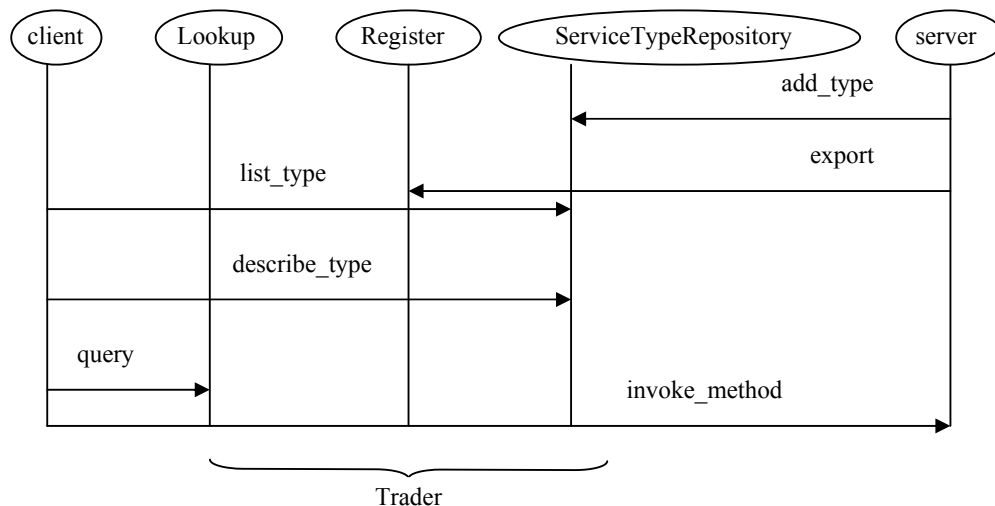 client
Lookup
Register
ServiceTypeRepository
server
add_type
export
list_type
describe_type
query
invoke_method
Trader